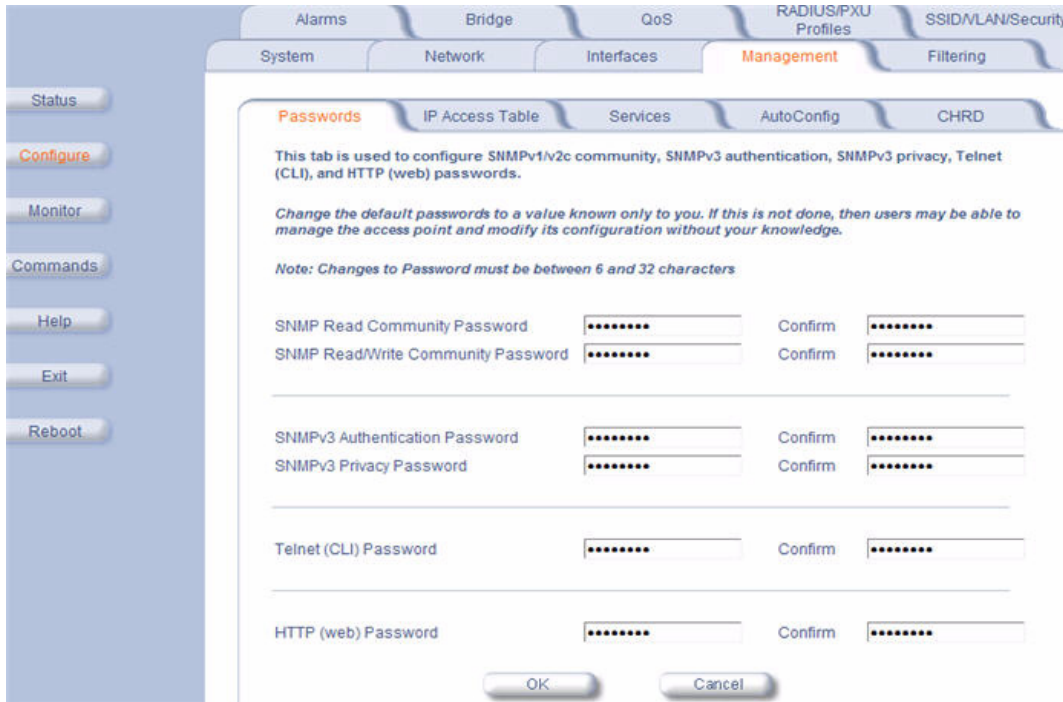 Alarms Bridge QoS RADIUS/PXU Profiles SSID/VLAN/Security
System Network Interfaces Management Filtering
Status
Configure
Monitor
Commands
Help
Exit
Reboot
Passwords IP Access Table Services AutoConfig CHRD
This tab is used to configure SNMPv1/v2c community, SNMPv3 authentication, SNMPv3 privacy, Telnet
(CLI), and HTTP (web) passwords.
Change the default passwords to a value known only to you. If this is not done, then users may be able to
manage the access point and modify its configuration without your knowledge.
Note: Changes to Password must be between 6 and 32 characters
SNMP Read Community Password •••••••• Confirm ••••••••
SNMP Read/Write Community Password •••••••• Confirm ••••••••
SNMPv3 Authentication Password •••••••• Confirm ••••••••
SNMPv3 Privacy Password •••••••• Confirm ••••••••
Telnet (CLI) Password •••••••• Confirm ••••••••
HTTP (web) Password •••••••• Confirm ••••••••
OK Cancel